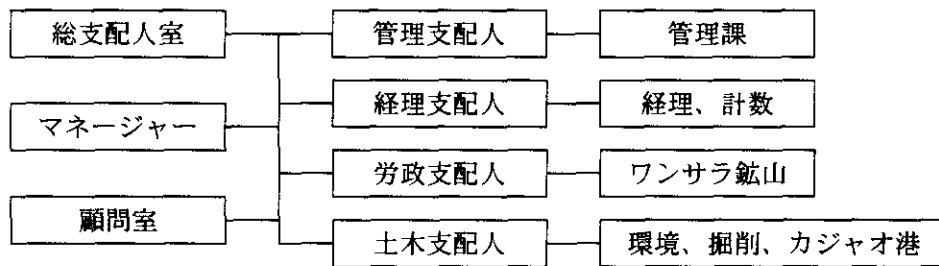 総支配人室
管理支配人
管理課
経理支配人
経理、計数
マネージャー
労政支配人
ワンサラ鉱山
顧問室
土木支配人
環境、掘削、カジャオ港